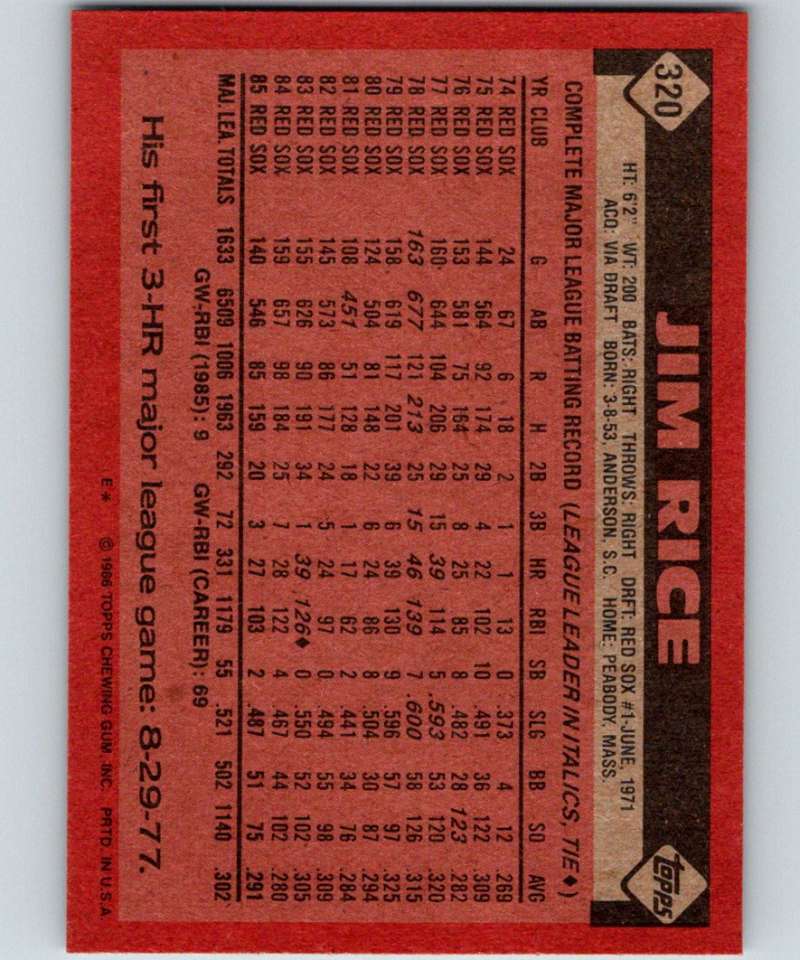 320
JIM RICE
topps
HT: 6'2" WT: 200 BATS: RIGHT THROWS: RIGHT DRFT: RED SOX #1-JUNE, 1971
ACQ: VIA DRAFT BORN: 3-8-53, ANDERSON, S.C. HOME: PEABODY, MASS.
COMPLETE MAJOR LEAGUE BATTING RECORD (LEAGUE LEADER IN ITALICS, TIE♦)
YR CLUB G AB R H 2B 3B HR RBI SB SLG BB SO AVG
74 RED SOX 24 67 6 18 2 1 1 13 0 .373 4 12 .269
75 RED SOX 144 564 92 174 29 4 22 102 10 .491 36 122 .309
76 RED SOX 153 581 75 164 25 8 25 85 8 .482 28 123 .282
77 RED SOX 160 644 104 206 29 15 39 114 5 .593 53 120 .320
78 RED SOX 163 677 121 213 25 15 46 139 7 .600 58 126 .315
79 RED SOX 158 619 117 201 39 6 39 130 9 .596 57 97 .325
80 RED SOX 124 504 81 148 22 6 24 86 8 .504 30 87 .294
81 RED SOX 108 451 51 128 18 1 17 62 2 .441 34 76 .284
82 RED SOX 145 573 86 177 24 5 24 97 0 .494 55 98 .309
83 RED SOX 155 626 90 191 34 1 39 126♦ 0 .550 52 102 .305
84 RED SOX 159 657 98 184 25 7 28 122 4 .467 44 102 .280
85 RED SOX 140 546 85 159 20 3 27 103 2 .487 51 75 .291
MAJ. LEA. TOTALS 1633 6509 1006 1963 292 72 331 1179 55 .521 502 1140 .302
GW-RBI (1985): 9 GW-RBI (CAREER): 69
His first 3-HR major league game: 8-29-77.
E* © 1986 TOPPS CHEWING GUM, INC. PRTD. IN U.S.A.